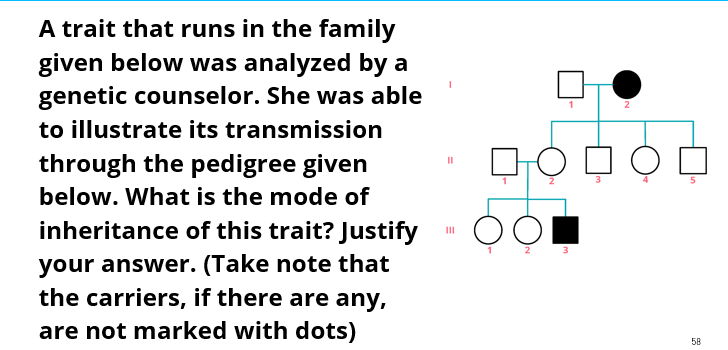 A trait that runs in the family
given below was analyzed by a
genetic counselor. She was able
to illustrate its transmission
through the pedigree given
below. What is the mode of
inheritance of this trait? Justify
your answer. (Take note that
the carriers, if there are any,
are not marked with dots)
I
1 2
II
1 2 3 4 5
III
1 2 3
58